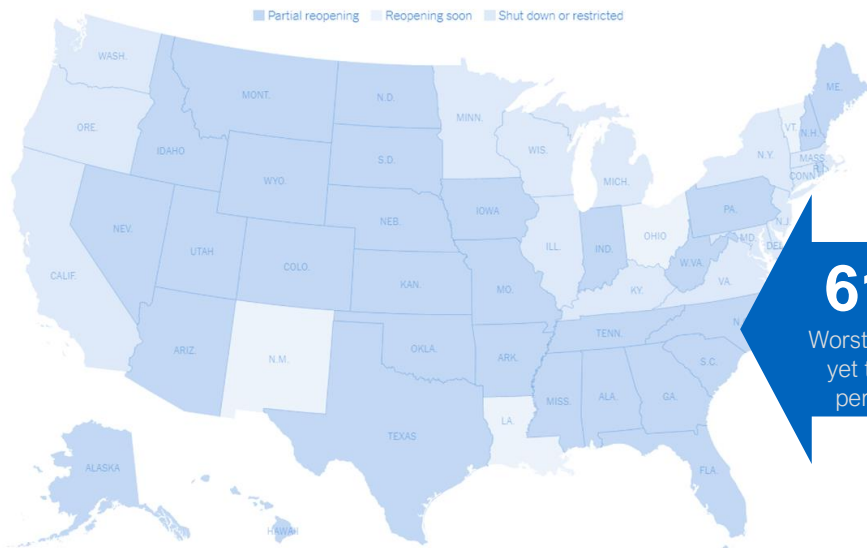 Partial reopening Reopening soon Shut down or restricted
WASH.
MONT.
N.D.
MINN.
ME.
ORE.
IDAHO
S.D.
WIS.
MICH.
VT.
N.H.
N.Y.
MASS.
CONN.
WYO.
IOWA
PA.
N.J.
NEV.
UTAH
NEB.
ILL.
IND.
OHIO
MD.
DEL.
CALIF.
COLO.
KAN.
MO.
KY.
W.VA.
VA.
ARIZ.
N.M.
OKLA.
ARK.
TENN.
S.C.
TEXAS
LA.
MISS.
ALA.
GA.
FLA.
ALASKA
HAWAII
Worst
yet